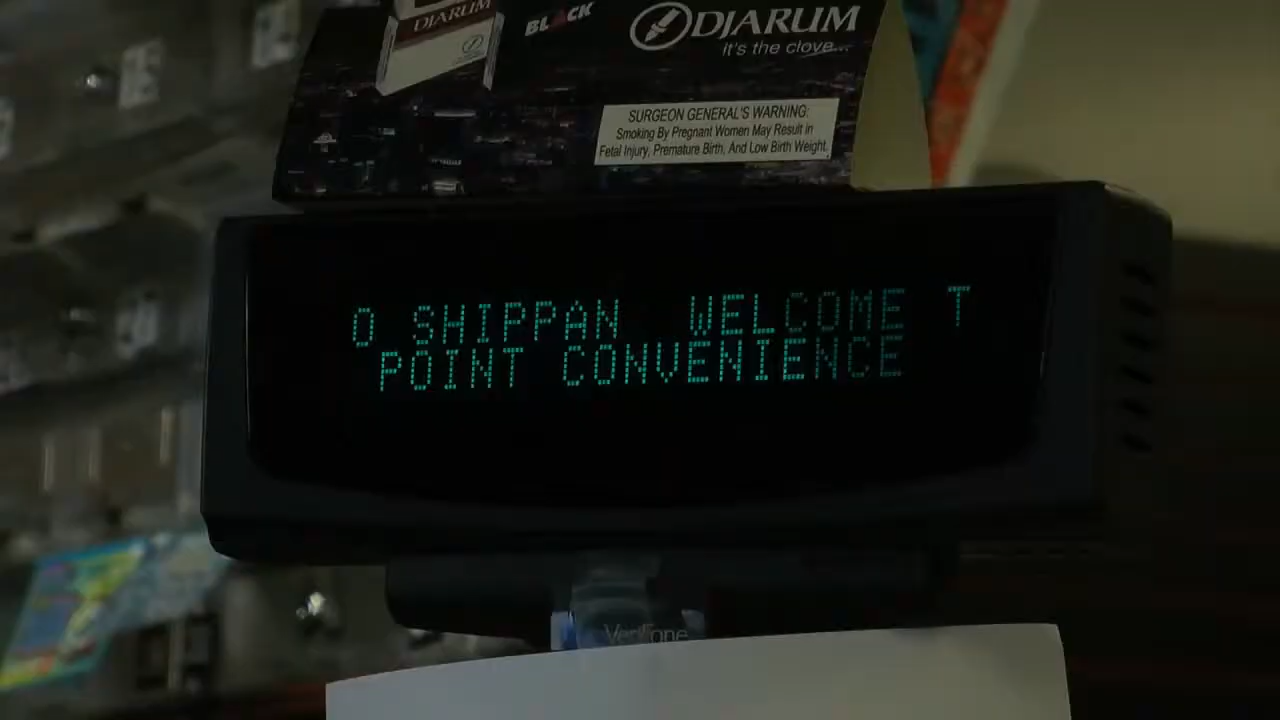 DJARUM
BLACK
DJARUM
it's the clove...
SURGEON GENERAL'S WARNING:
Smoking By Pregnant Women May Result in
Fetal Injury, Premature Birth, And Low Birth Weight.
O SHIPPAN  WELCOME T
POINT CONVENIENCE
VeriFone